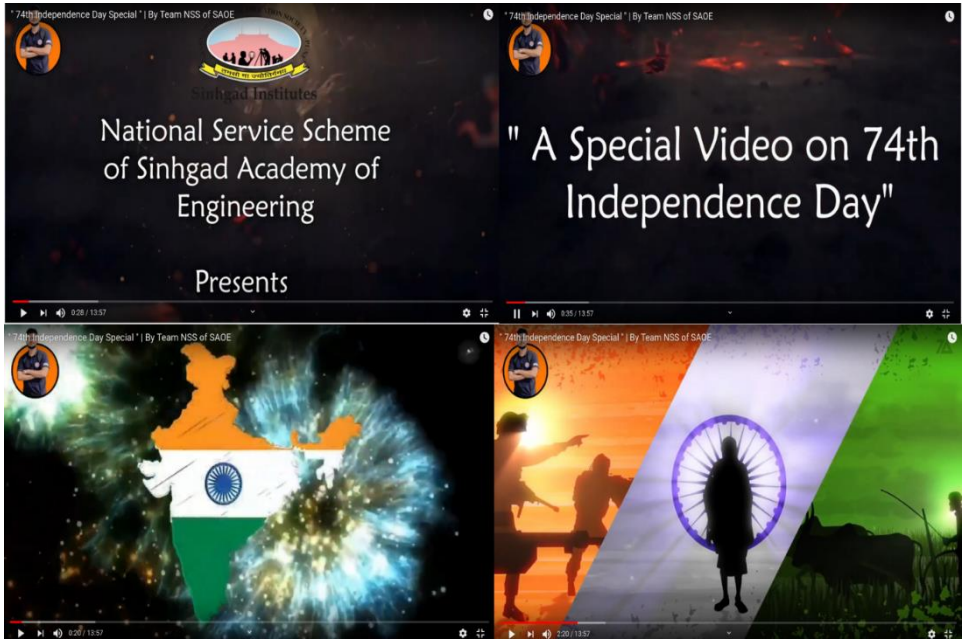 " 74th Independence Day Special " | By Team NSS of SAOE
Sinhgad Institutes
National Service Scheme
of Sinhgad Academy of
Engineering
Presents
0:28 / 13:57
"74th Independence Day Special " | By Team NSS of SAOE
" A Special Video on 74th
Independence Day"
0:35 / 13:57
" 74th Independence Day Special " | By Team NSS of SAOE
0:20 / 13:57
" 74th Independence Day Special " | By Team NSS of SAOE
2:20 / 13:57